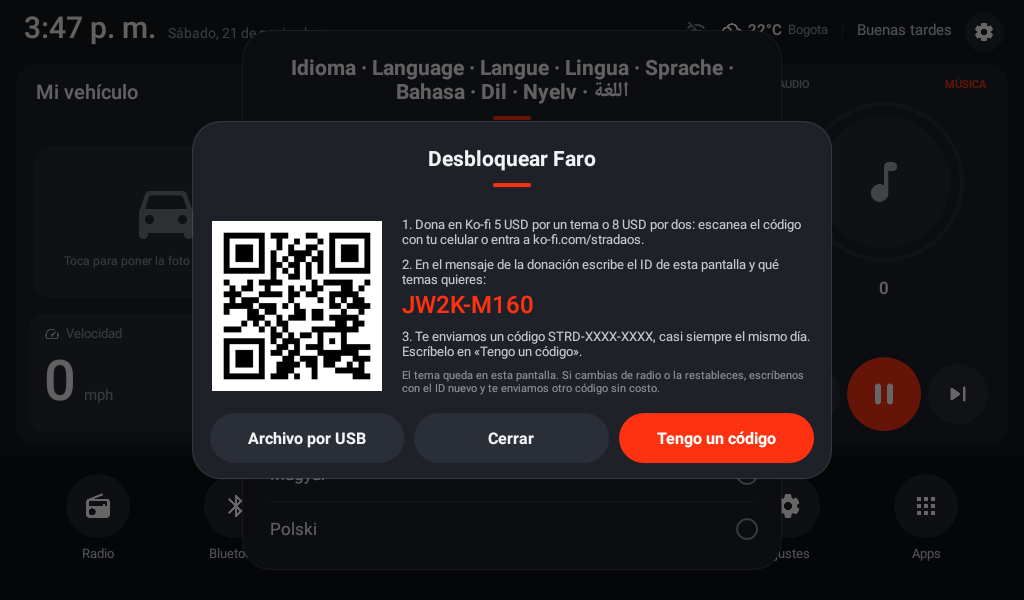 3:47 p. m.
Sábado, 21 de noviembre
22°C
Bogota
Buenas tardes
Idioma · Language · Langue · Lingua · Sprache ·
Bahasa · Dil · Nyelv · اللغة
Mi vehículo
MÚSICA
Desbloquear Faro
1. Dona en Ko-fi 5 USD por un tema o 8 USD por dos: escanea el código
con tu celular o entra a ko-fi.com/stradaos.
2. En el mensaje de la donación escribe el ID de esta pantalla y qué
temas quieres:
JW2K-M160
3. Te enviamos un código STRD-XXXX-XXXX, casi siempre el mismo día.
Escríbelo en «Tengo un código».
El tema queda en esta pantalla. Si cambias de radio o la restableces, escríbenos
con el ID nuevo y te enviamos otro código sin costo.
Toca para poner la foto
0
Velocidad
0
mph
Archivo por USB
Cerrar
Tengo un código
Magyar
Polski
Radio
Apps